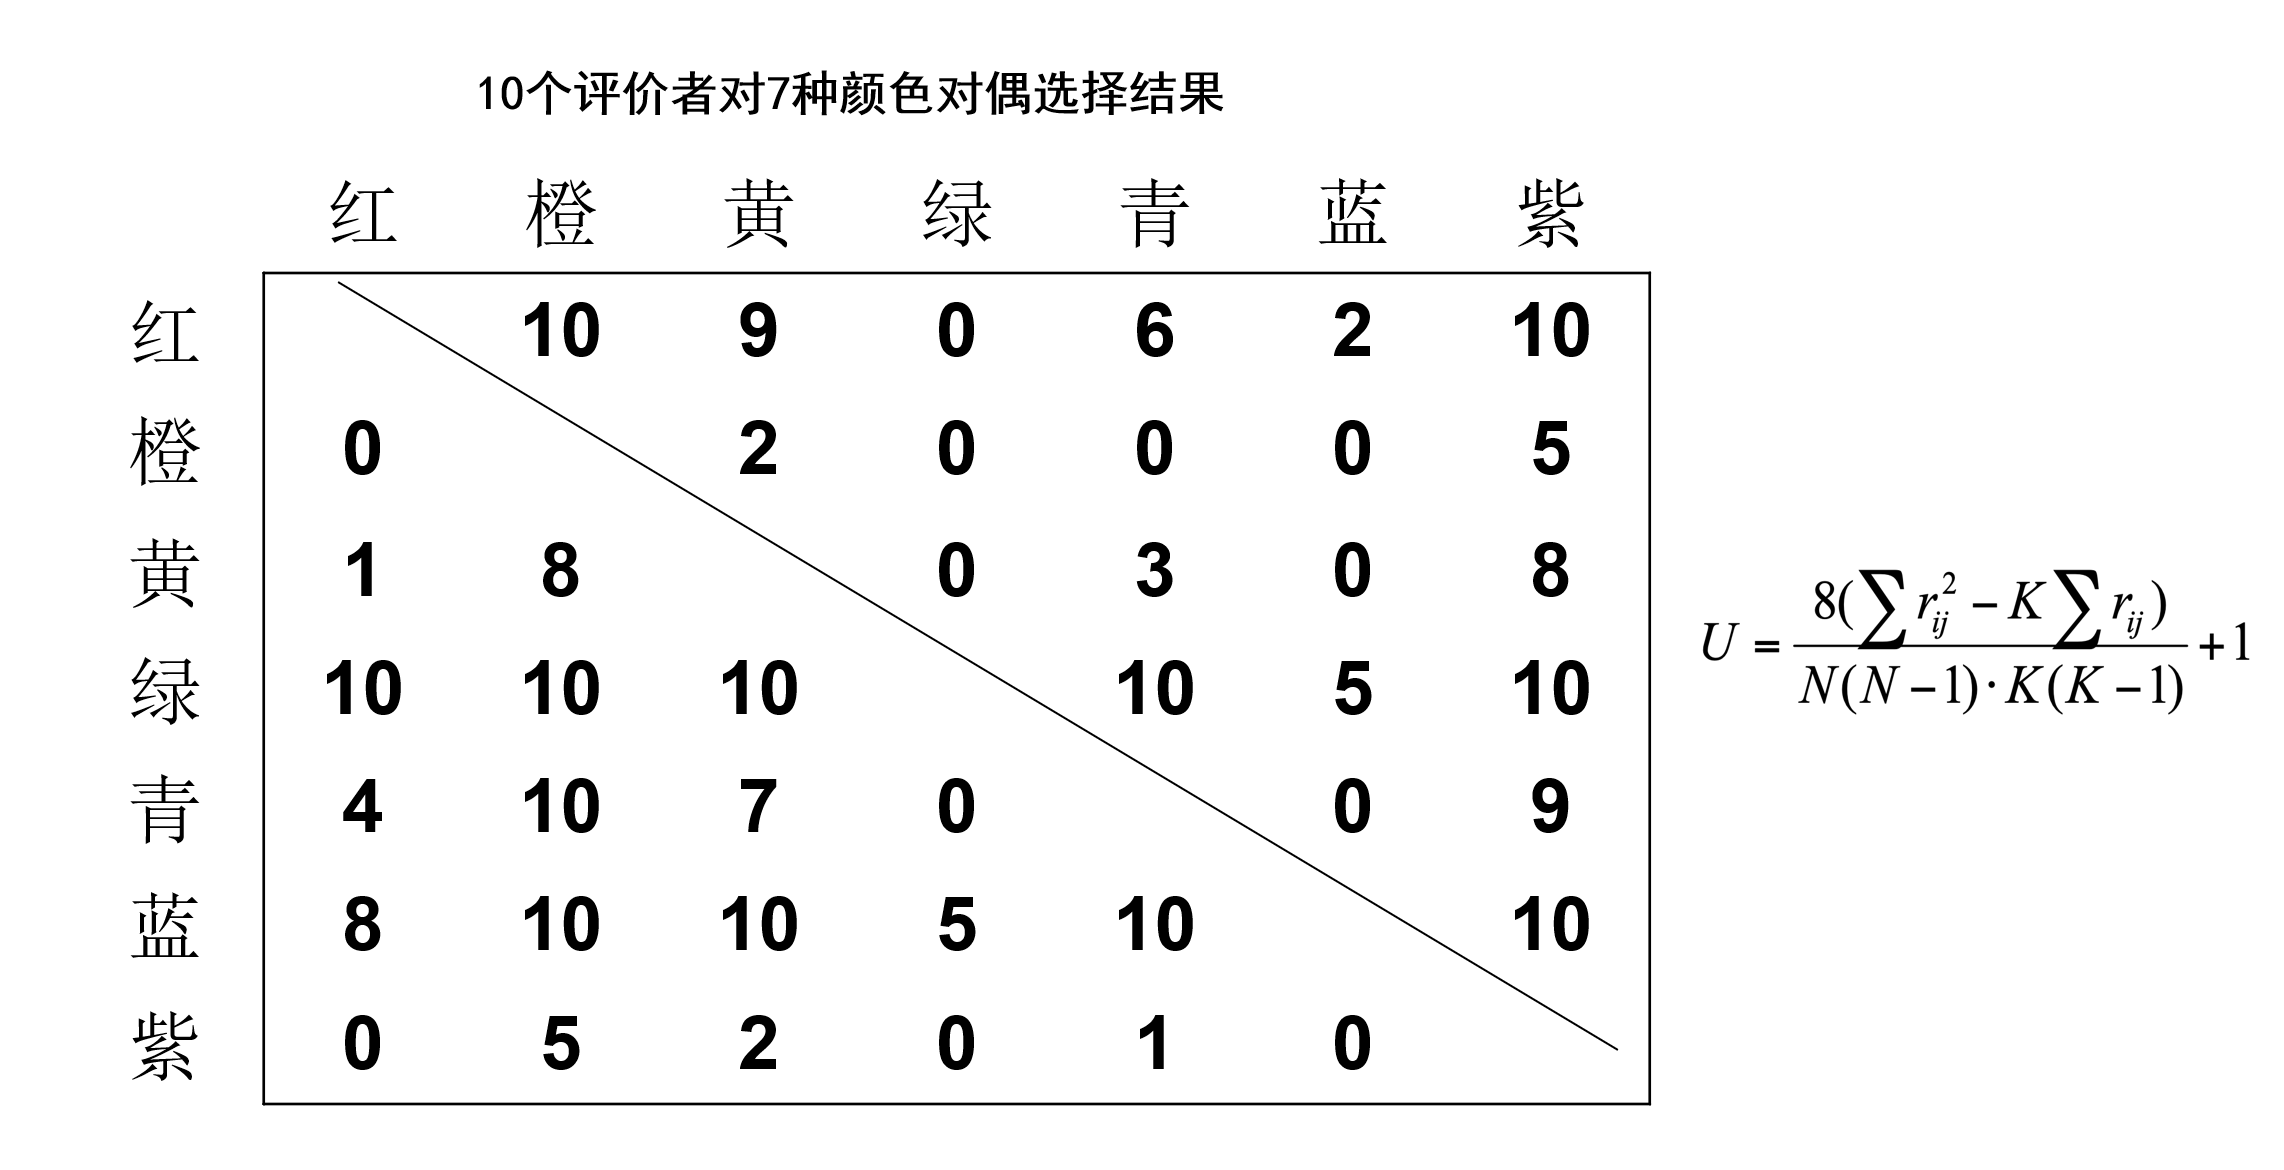 10个评价者对7种颜色对偶选择结果
红 橙 黄 绿 青 蓝 紫
红 10 9 0 6 2 10
橙 0 2 0 0 0 5
黄 1 8 0 3 0 8
绿 10 10 10 10 5 10
青 4 10 7 0 0 9
蓝 8 10 10 5 10 10
紫 0 5 2 0 1 0
U = \frac{8(\sum r_{ij}^{2} - K \sum r_{ij})}{N(N-1) \cdot K(K-1)} + 1